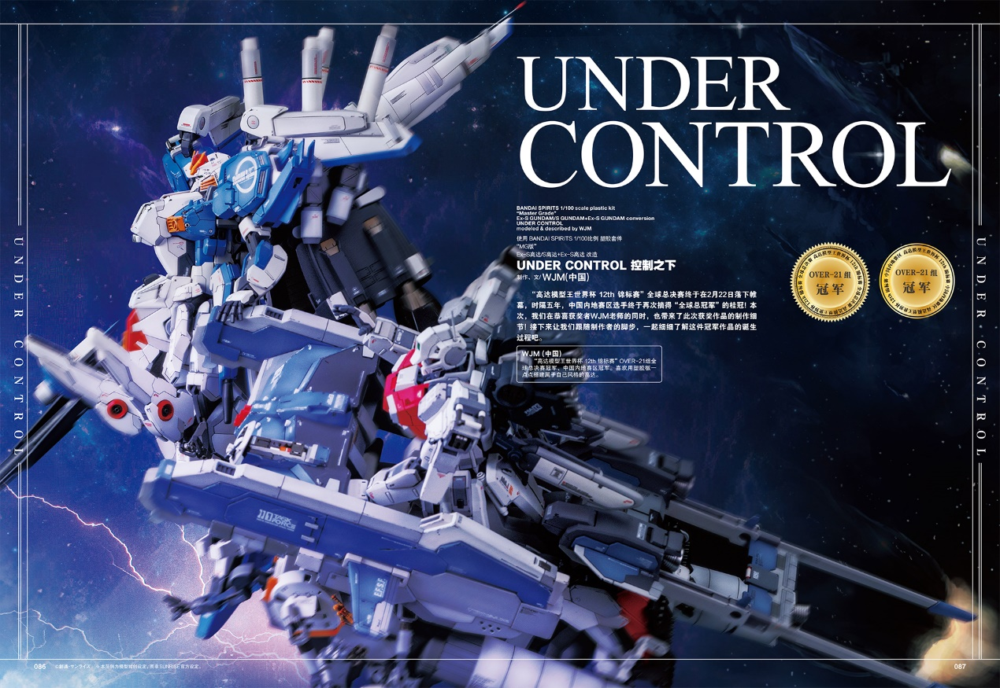 UNDER
CONTROL
BANDAI SPIRITS 1/100 scale plastic kit
"Master Grade"
Ex-S GUNDAM/S GUNDAM+Ex-S GUNDAM conversion
UNDER CONTROL
modeled & described by WJM
使用 BANDAI SPIRITS 1/100比例 塑胶套件
“MG版”
Ex-S高达/S高达+Ex-S高达 改造
UNDER CONTROL 控制之下
制作、文/WJM(中国)
“高达模型王世界杯 12th 锦标赛”全球总决赛终于在2月22日落下帷
幕，时隔五年，中国内地赛区选手终于再次摘得“全球总冠军”的桂冠！本
次，我们在恭喜获奖者WJM老师的同时，也带来了此次获奖作品的制作细
节！接下来让我们跟随制作者的脚步，一起细细了解这件冠军作品的诞生
过程吧。
WJM (中国)
“高达模型王世界杯 12th 锦标赛”OVER-21组全
球总决赛冠军、中国内地赛区冠军。喜欢用塑胶板一
点点搭建属于自己风格的高达。
OVER-21 组
冠军
OVER-21 组
冠军
UNDER CONTROL
UNDER CONTROL
TASK
FORCE
E.F.S.F.
086
©創通・サンライズ ※本范例为模型原创设定，而非SUNRISE官方设定。
087